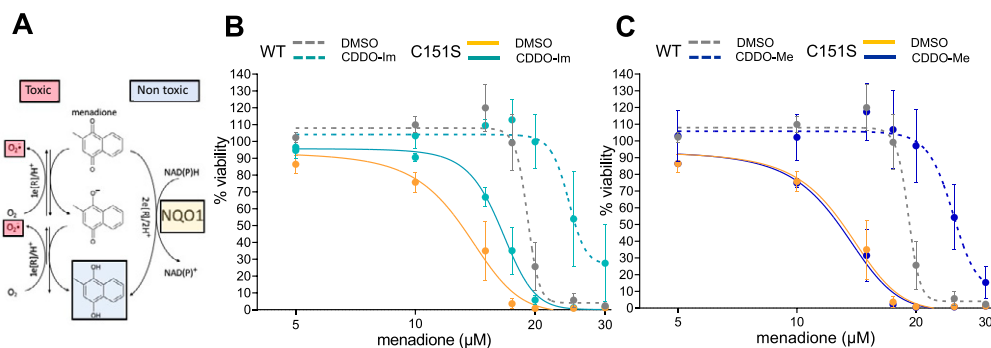 A
Toxic
Non toxic
menadione
O₂•
1e[R]/H⁺
NAD(P)H
O₂
O₂•
2e[R]/2H⁺
NQO1
1e[R]/H⁺
NAD(P)⁺
O₂
OH
OH
B
WT
DMSO
CDDO-Im
C151S
DMSO
CDDO-Im
% viability
140
130
120
110
100
90
80
70
60
50
40
30
20
10
0
5
10
20
30
menadione (µM)
C
WT
DMSO
CDDO-Me
C151S
DMSO
CDDO-Me
% viability
140
130
120
110
100
90
80
70
60
50
40
30
20
10
0
5
10
20
30
menadione (µM)